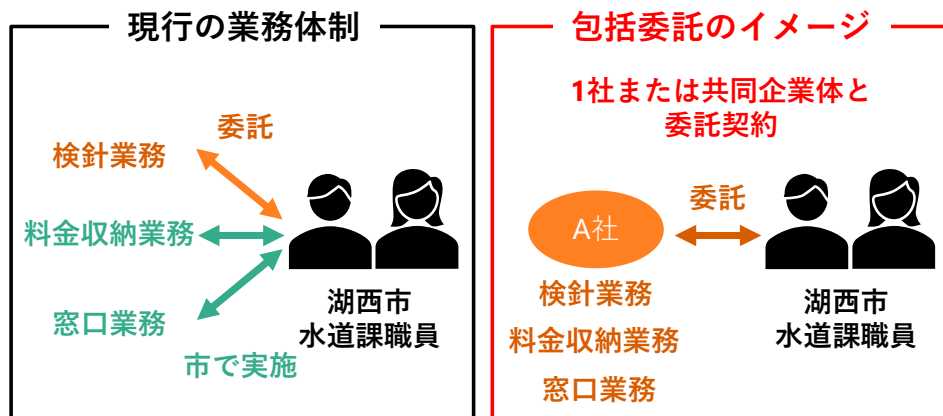 現行の業務体制
委託
検針業務
料金収納業務
窓口業務
市で実施
湖西市
水道課職員
包括委託のイメージ
1社または共同企業体と
委託契約
A社
委託
検針業務
料金収納業務
窓口業務
湖西市
水道課職員